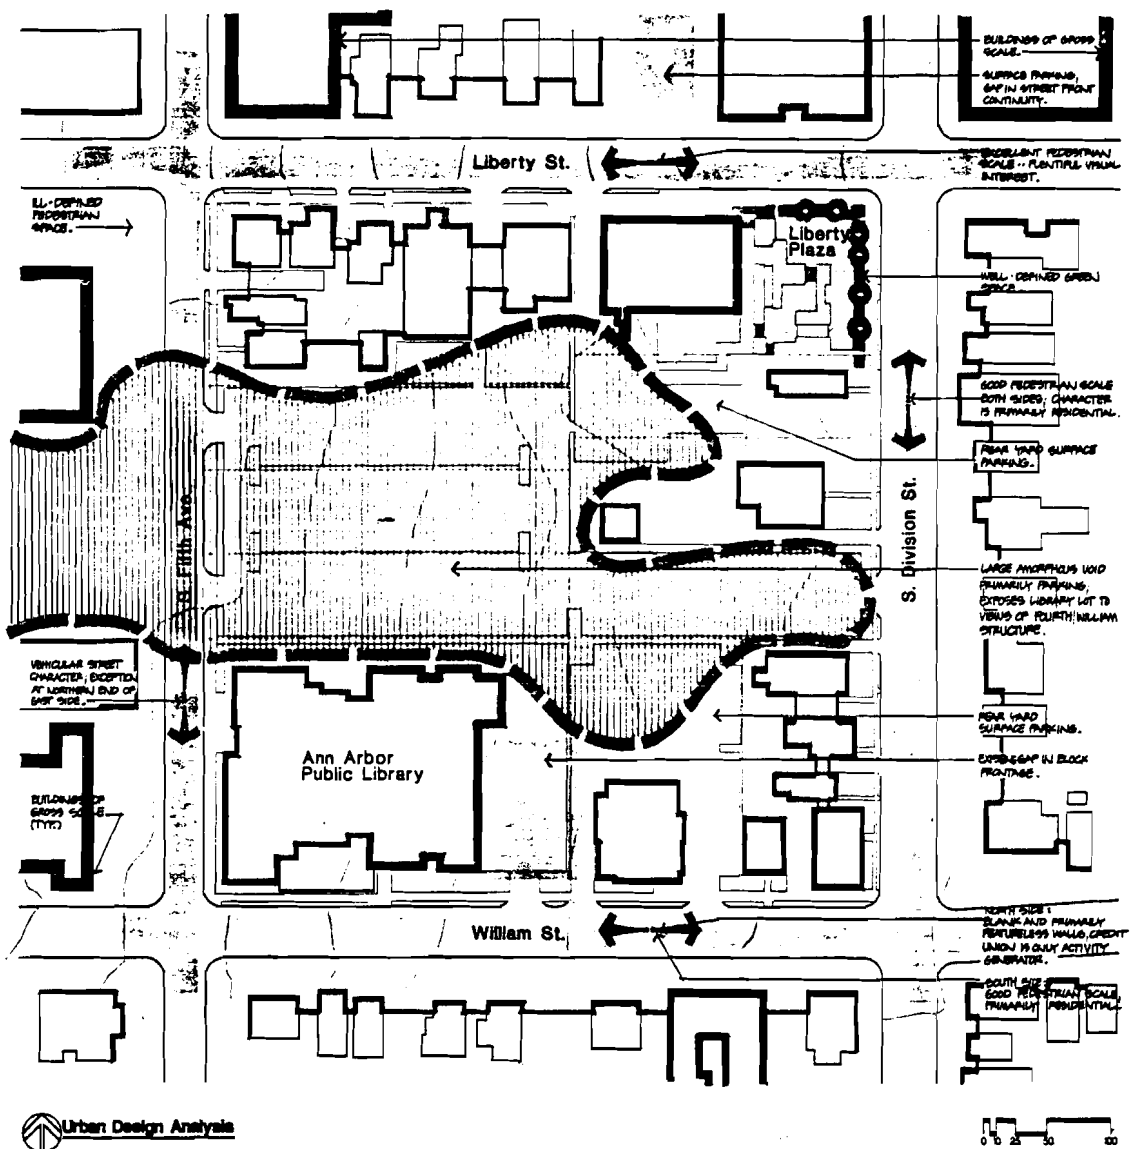 BUILDINGS OF GROSS
SCALE.
SURFACE PARKING,
GAP IN STREET FRONT
CONTINUITY.
Liberty St.
EXCELLENT PEDESTRIAN
SCALE -- PLENTIFUL VISUAL
INTEREST.
ILL-DEFINED
PEDESTRIAN
SPACE.
Liberty
Plaza
WELL-DEFINED GREEN
SPACE.
GOOD PEDESTRIAN SCALE
BOTH SIDES; CHARACTER
IS PRIMARILY RESIDENTIAL.
REAR YARD SURFACE
PARKING.
S. Fifth Ave.
S. Division St.
LARGE AMORPHOUS VOID
PRIMARILY PARKING,
EXPOSES LIBRARY LOT TO
VIEWS OF FOURTH/WILLIAM
STRUCTURE.
VEHICULAR STREET
CHARACTER; EXCEPTION
AT NORTHERN END OF
EAST SIDE.
REAR YARD
SURFACE PARKING.
Ann Arbor
Public Library
GAP IN BLOCK
FRONTAGE.
BUILDINGS OF
GROSS SCALE
(TYP.)
William St.
NORTH SIDE:
BLANK AND PRIMARILY
FEATURELESS WALLS, CREDIT
UNION IS ONLY ACTIVITY
GENERATOR.
SOUTH SIDE:
GOOD PEDESTRIAN SCALE,
PRIMARILY RESIDENTIAL.
Urban Design Analysis
0 10 25 50 100